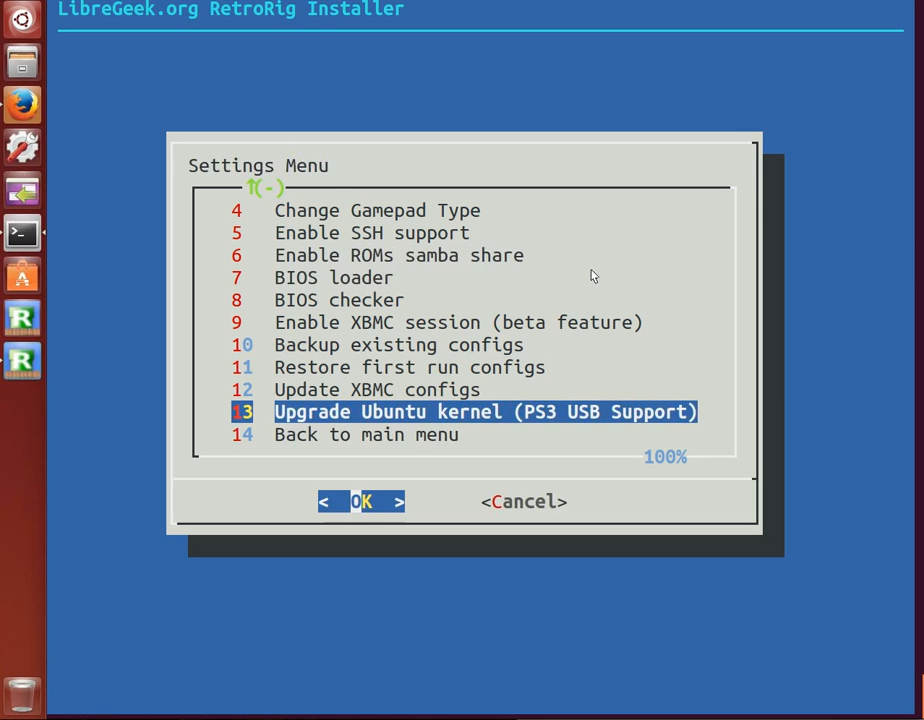 LibreGeek.org RetroRig Installer
Settings Menu
↑(-)
4 Change Gamepad Type
5 Enable SSH support
6 Enable ROMs samba share
7 BIOS loader
8 BIOS checker
9 Enable XBMC session (beta feature)
10 Backup existing configs
11 Restore first run configs
12 Update XBMC configs
13 Upgrade Ubuntu kernel (PS3 USB Support)
14 Back to main menu
100%
< OK > <Cancel>